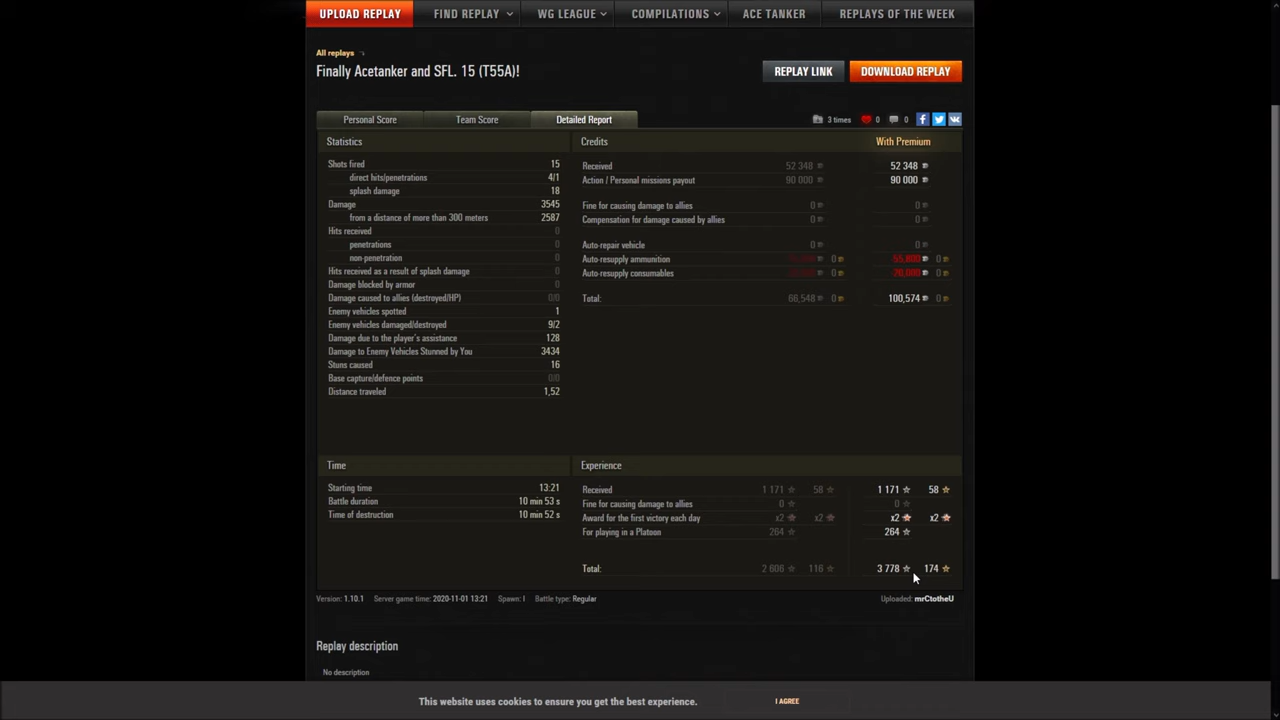 UPLOAD REPLAY FIND REPLAY WG LEAGUE COMPILATIONS ACE TANKER REPLAYS OF THE WEEK
All replays
Finally Acetanker and SFL. 15 (T55A)! REPLAY LINK DOWNLOAD REPLAY
Personal Score Team Score Detailed Report 3 times 0 0
Statistics Credits With Premium
Shots fired 15 Received 52 348 52 348
direct hits/penetrations 4/1 Action / Personal missions payout 90 000 90 000
splash damage 18
Damage 3545 Fine for causing damage to allies 0 0
from a distance of more than 300 meters 2587 Compensation for damage caused by allies 0 0
Hits received 0
penetrations 0 Auto-repair vehicle 0 0
non-penetration 0 Auto-resupply ammunition 0 -55,800 0
Hits received as a result of splash damage 0 Auto-resupply consumables 0 -20,000 0
Damage blocked by armor 0
Damage caused to allies (destroyed/HP) 0/0 Total: 66,548 0 100,574 0
Enemy vehicles spotted 1
Enemy vehicles damaged/destroyed 9/2
Damage due to the player's assistance 128
Damage to Enemy Vehicles Stunned by You 3434
Stuns caused 16
Base capture/defence points 0/0
Distance traveled 1,52
Time Experience
Starting time 13:21 Received 1 171 58 1 171 58
Battle duration 10 min 53 s Fine for causing damage to allies 0 0
Time of destruction 10 min 52 s Award for the first victory each day x2 x2 x2 x2
For playing in a Platoon 264 264
Total: 2 606 116 3 778 174
Version: 1.10.1 Server game time: 2020-11-01 13:21 Spawn: I Battle type: Regular Uploaded: mrCtotheU
Replay description
No description
This website uses cookies to ensure you get the best experience. I AGREE